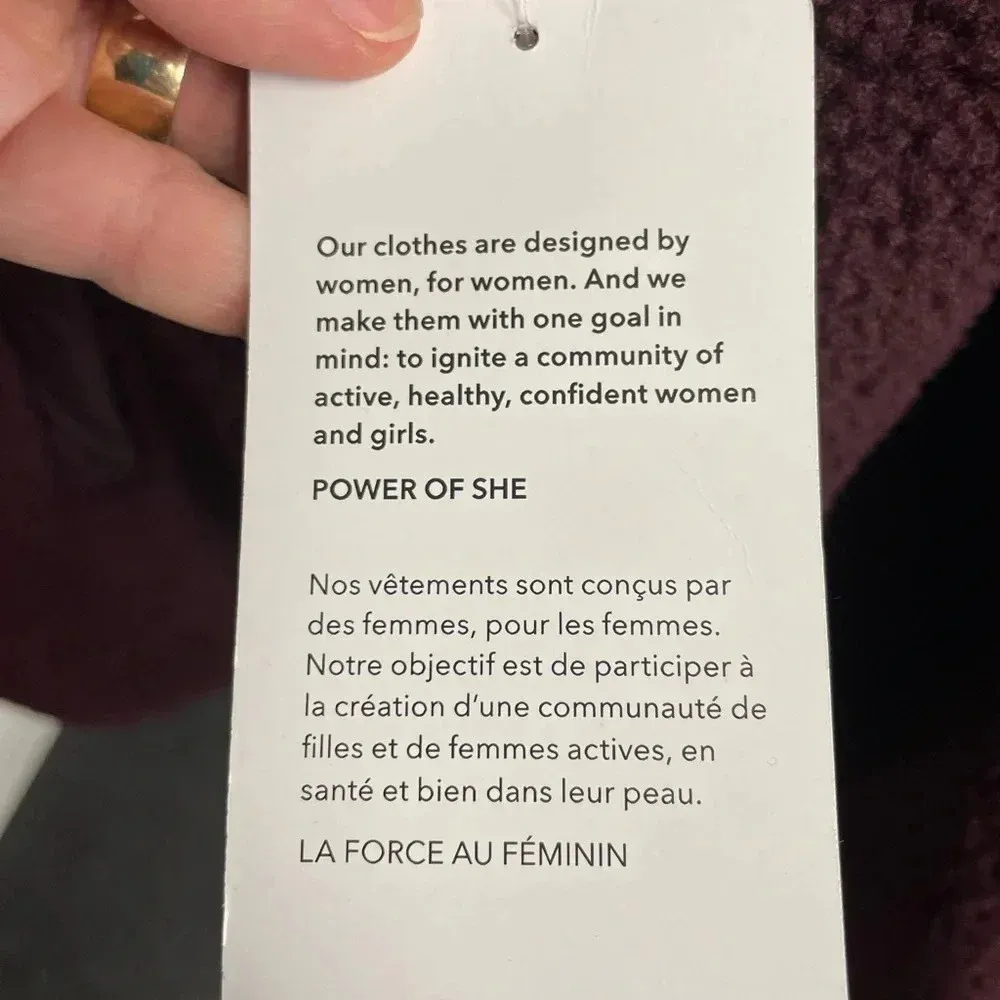 Our clothes are designed by
women, for women. And we
make them with one goal in
mind: to ignite a community of
active, healthy, confident women
and girls.
POWER OF SHE
Nos vêtements sont conçus par
des femmes, pour les femmes.
Notre objectif est de participer à
la création d'une communauté de
filles et de femmes actives, en
santé et bien dans leur peau.
LA FORCE AU FÉMININ